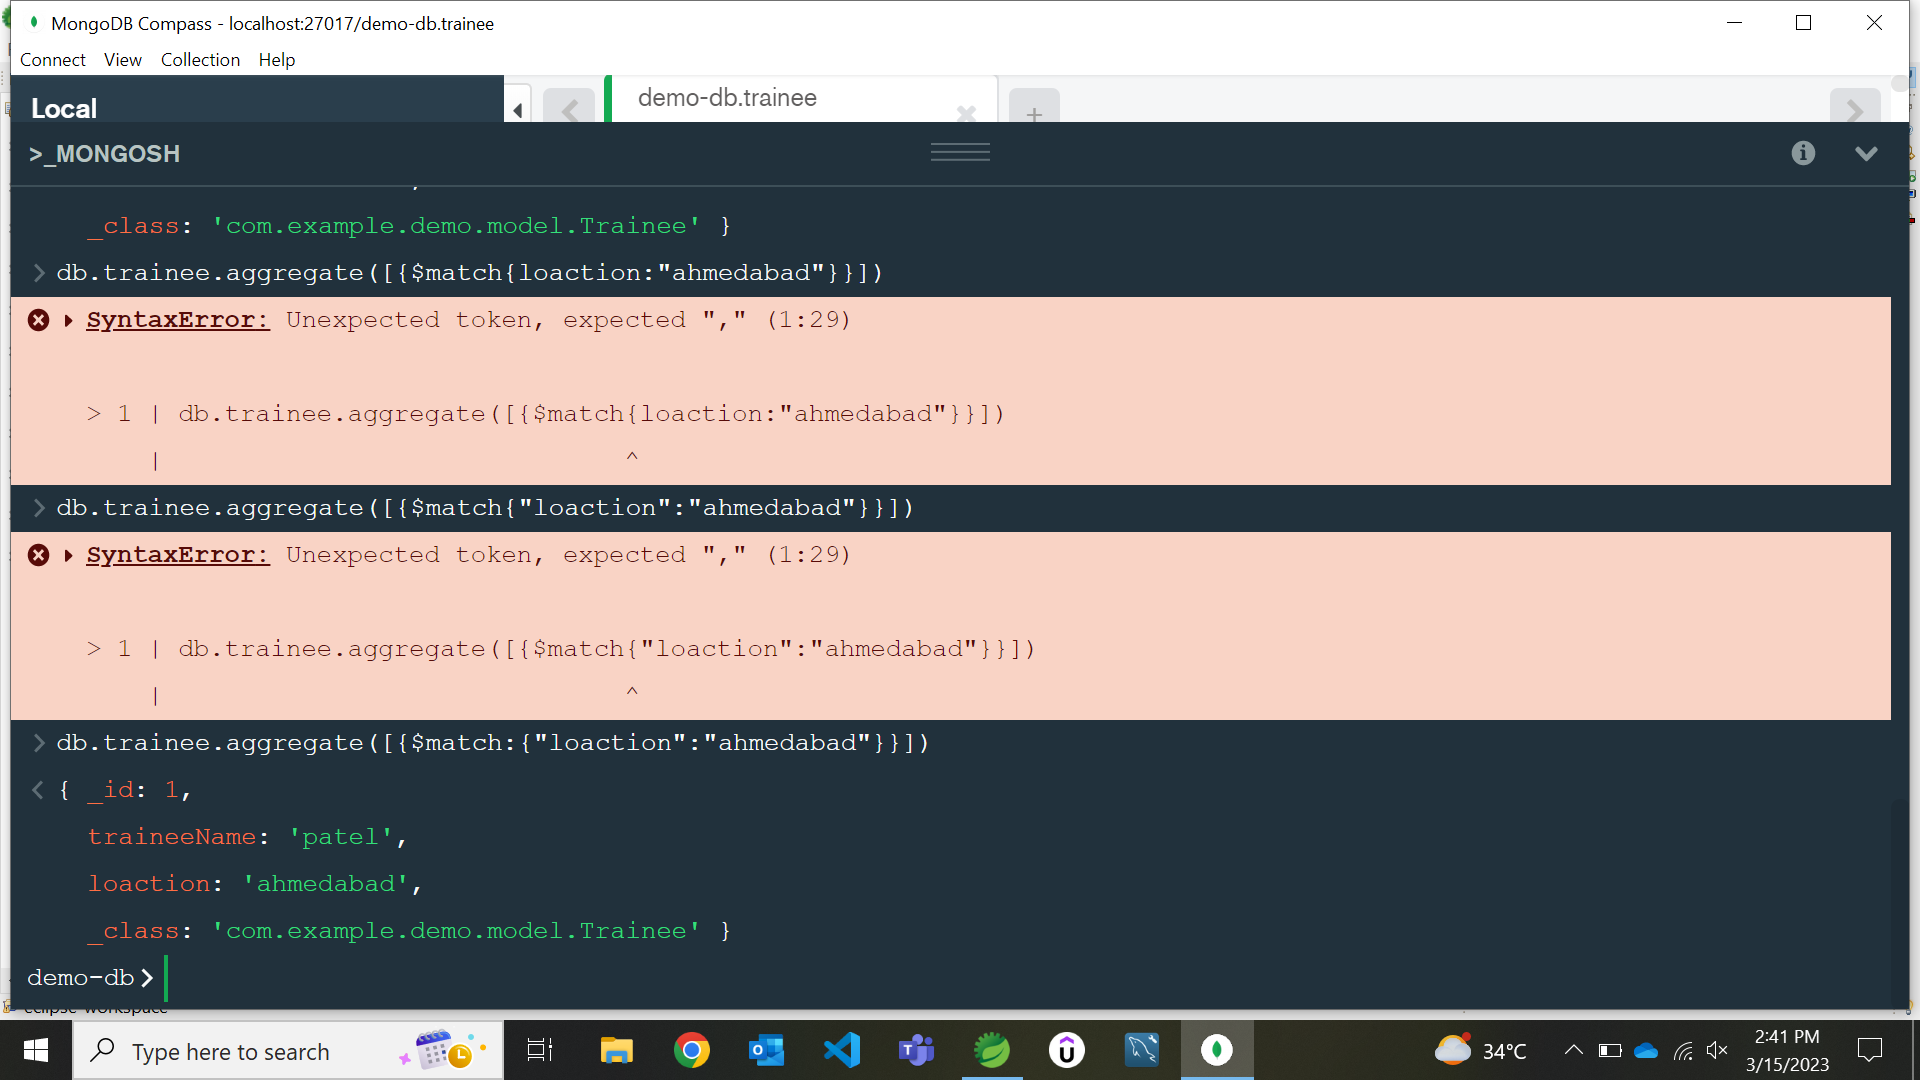 MongoDB Compass - localhost:27017/demo-db.trainee
Connect View Collection Help
Local
demo-db.trainee
>_MONGOSH
_class: 'com.example.demo.model.Trainee' }
db.trainee.aggregate([{$match{loaction:"ahmedabad"}}])
SyntaxError: Unexpected token, expected "," (1:29)
> 1 | db.trainee.aggregate([{$match{loaction:"ahmedabad"}}])
| ^
db.trainee.aggregate([{$match{"loaction":"ahmedabad"}}])
SyntaxError: Unexpected token, expected "," (1:29)
> 1 | db.trainee.aggregate([{$match{"loaction":"ahmedabad"}}])
| ^
db.trainee.aggregate([{$match:{"loaction":"ahmedabad"}}])
{ _id: 1,
traineeName: 'patel',
loaction: 'ahmedabad',
_class: 'com.example.demo.model.Trainee' }
demo-db>
eclipse-workspace
Type here to search
34°C
2:41 PM
3/15/2023